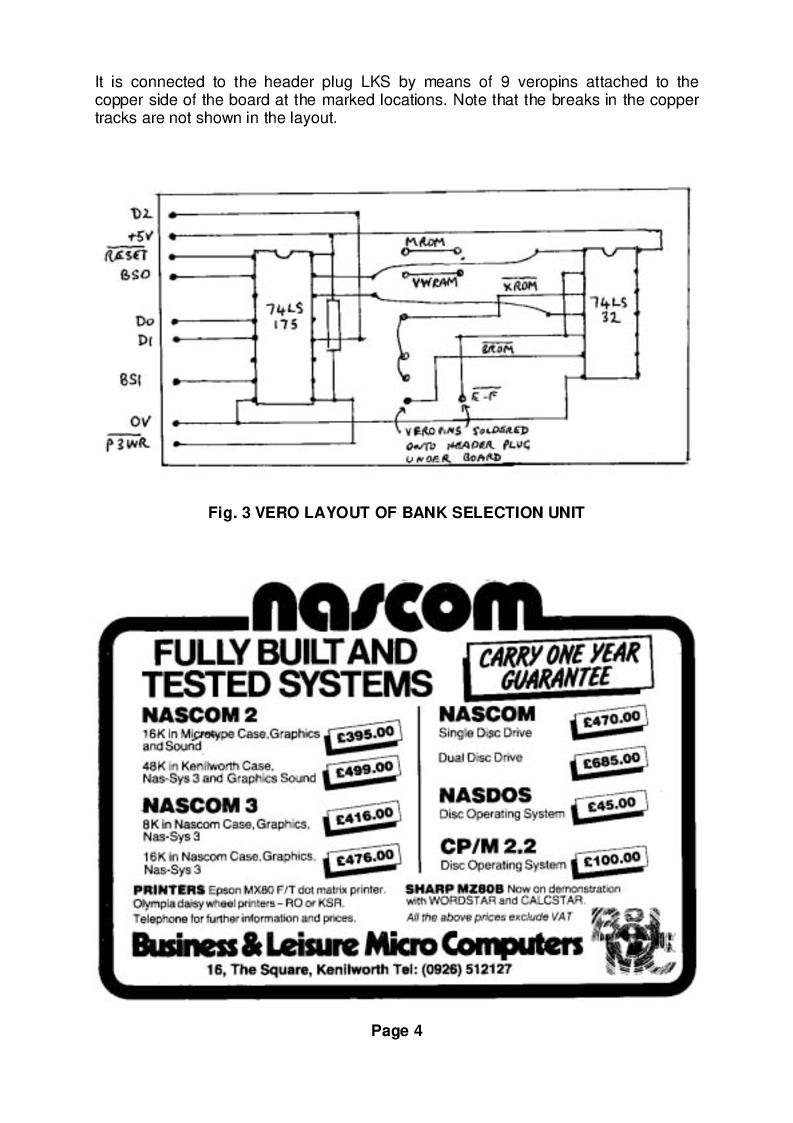 It is connected to the header plug LKS by means of 9 veropins attached to the
copper side of the board at the marked locations. Note that the breaks in the copper
tracks are not shown in the layout.
D2
+5V
RESET
BS0
D0
D1
BS1
0V
P3WR
74LS
175
MROM
VWRAM
XROM
74LS
32
BROM
E-F
VEROPINS SOLDERED
ONTO HEADER PLUG
UNDER BOARD
Fig. 3 VERO LAYOUT OF BANK SELECTION UNIT
nascom
FULLY BUILT AND
TESTED SYSTEMS
CARRY ONE YEAR
GUARANTEE
NASCOM 2
16K in Microtype Case, Graphics
and Sound
£395.00
48K in Kenilworth Case,
Nas-Sys 3 and Graphics Sound
£499.00
NASCOM 3
8K in Nascom Case, Graphics,
Nas-Sys 3
£416.00
16K in Nascom Case, Graphics,
Nas-Sys 3
£476.00
NASCOM
Single Disc Drive
£470.00
Dual Disc Drive
£685.00
NASDOS
Disc Operating System
£45.00
CP/M 2.2
Disc Operating System
£100.00
PRINTERS Epson MX80 F/T dot matrix printer.
Olympia daisy wheel printers – RO or KSR.
Telephone for further information and prices.
SHARP MZ80B Now on demonstration
with WORDSTAR and CALCSTAR.
All the above prices exclude VAT
Business & Leisure Micro Computers
16, The Square, Kenilworth Tel: (0926) 512127
Page 4